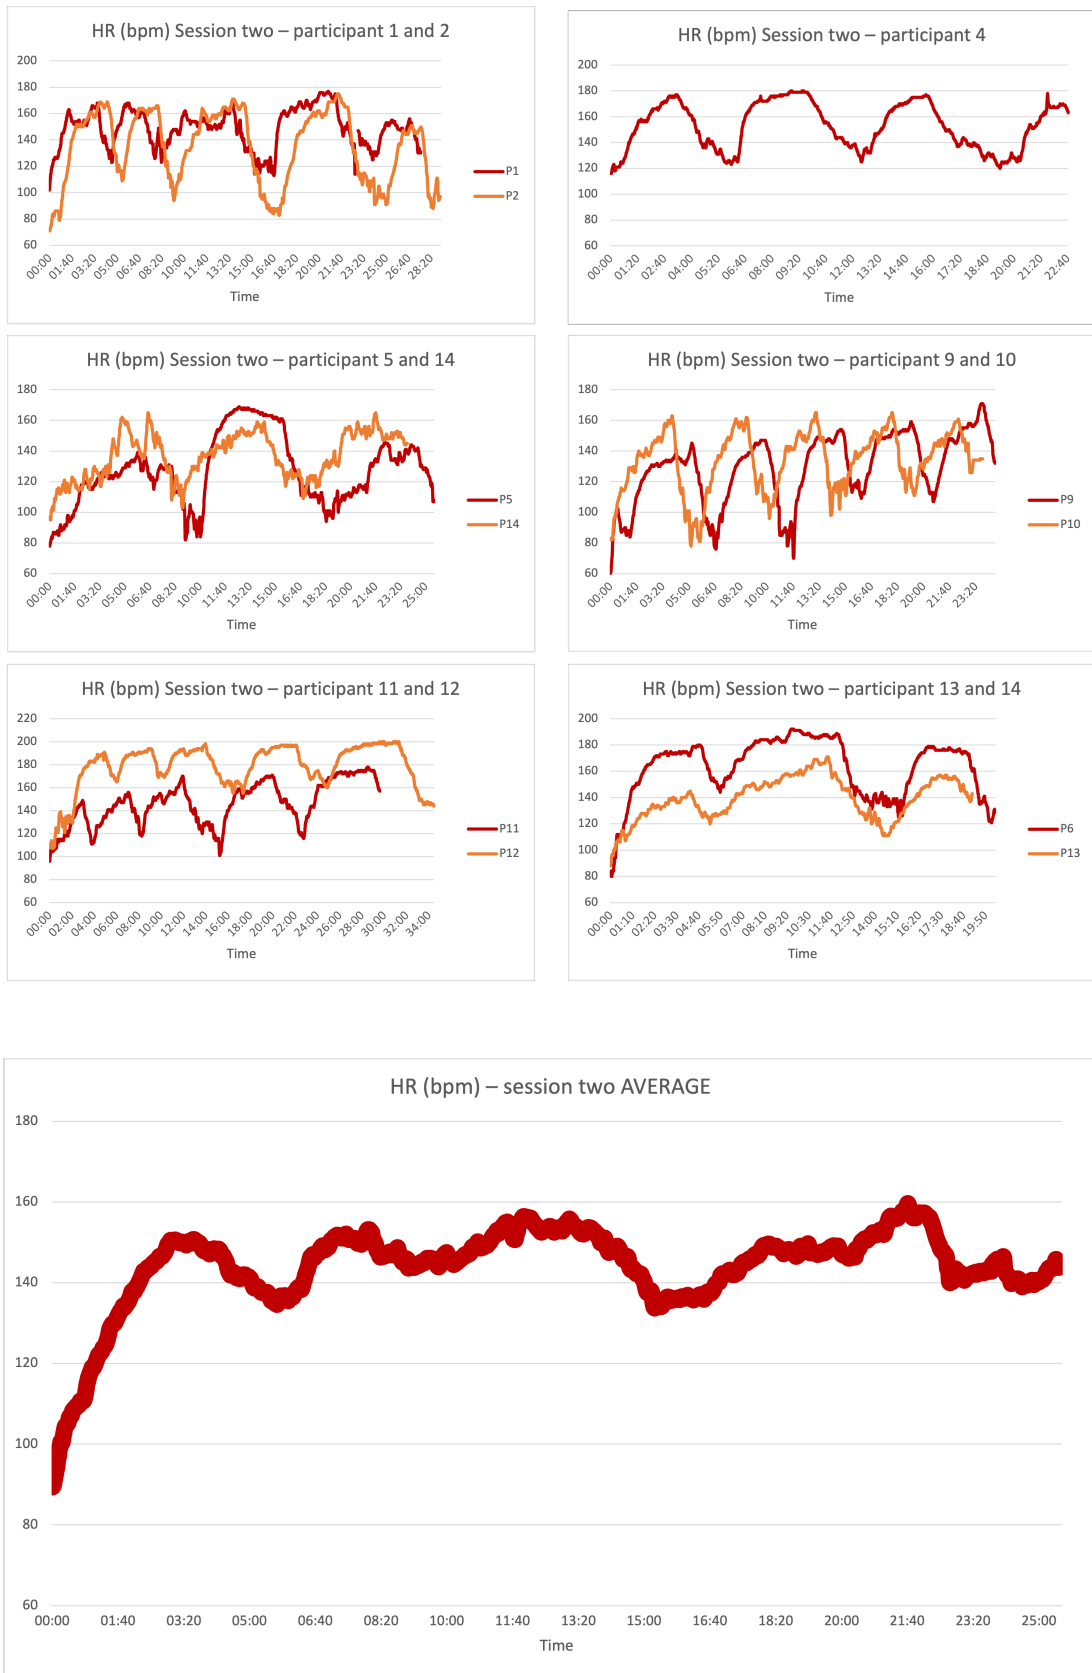 HR (bpm) Session two – participant 1 and 2
200
180
160
140
120
100
80
60
P1
P2
00:00 01:40 03:20 05:00 06:40 08:20 10:00 11:40 13:20 15:00 16:40 18:20 20:00 21:40 23:20 25:00 26:40 28:20
Time
HR (bpm) Session two – participant 4
200
180
160
140
120
100
80
60
00:00 01:20 02:40 04:00 05:20 06:40 08:00 09:20 10:40 12:00 13:20 14:40 16:00 17:20 18:40 20:00 21:20 22:40
Time
HR (bpm) Session two – participant 5 and 14
180
160
140
120
100
80
60
P5
P14
00:00 01:40 03:20 05:00 06:40 08:20 10:00 11:40 13:20 15:00 16:40 18:20 20:00 21:40 23:20 25:00
Time
HR (bpm) Session two – participant 9 and 10
180
160
140
120
100
80
60
P9
P10
00:00 01:40 03:20 05:00 06:40 08:20 10:00 11:40 13:20 15:00 16:40 18:20 20:00 21:40 23:20
Time
HR (bpm) Session two – participant 11 and 12
220
200
180
160
140
120
100
80
60
P11
P12
00:00 02:00 04:00 06:00 08:00 10:00 12:00 14:00 16:00 18:00 20:00 22:00 24:00 26:00 28:00 30:00 32:00 34:00
Time
HR (bpm) Session two – participant 13 and 14
200
180
160
140
120
100
80
60
P6
P13
00:00 01:10 02:20 03:30 04:40 05:50 07:00 08:10 09:20 10:30 11:40 12:50 14:00 15:10 16:20 17:30 18:40 19:50
Time
HR (bpm) – session two AVERAGE
180
160
140
120
100
80
60
00:00 01:40 03:20 05:00 06:40 08:20 10:00 11:40 13:20 15:00 16:40 18:20 20:00 21:40 23:20 25:00
Time